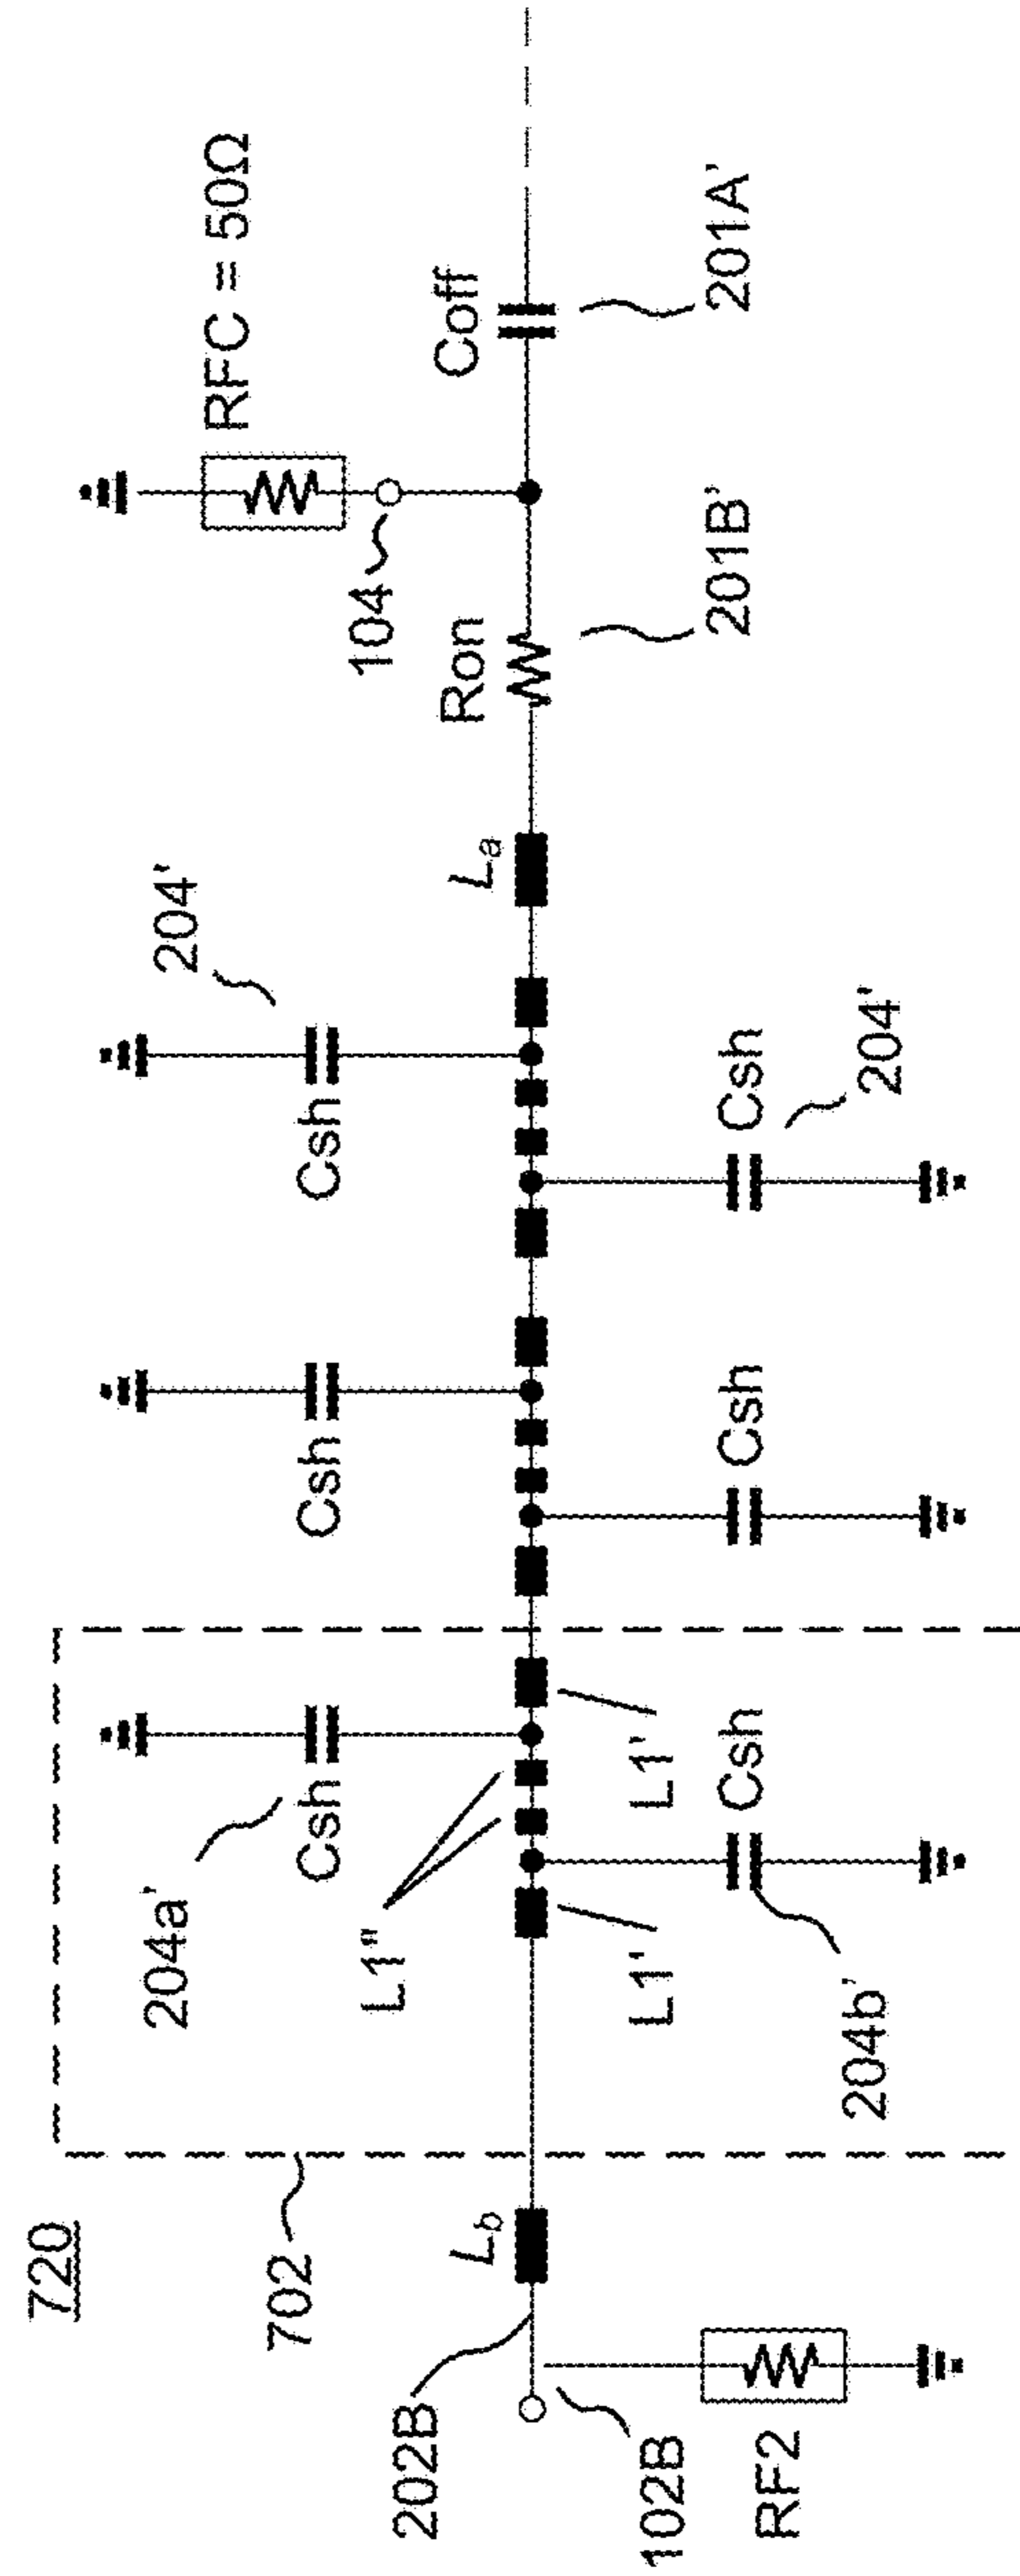 720
702
202B
102B
RF2
Lb
204a'
Csh
L1"
L1'
L1'
Csh
204b'
Csh
Csh
204'
Csh
Csh
204'
La
Ron
201B'
104
RFC = 50Ω
Coff
201A'